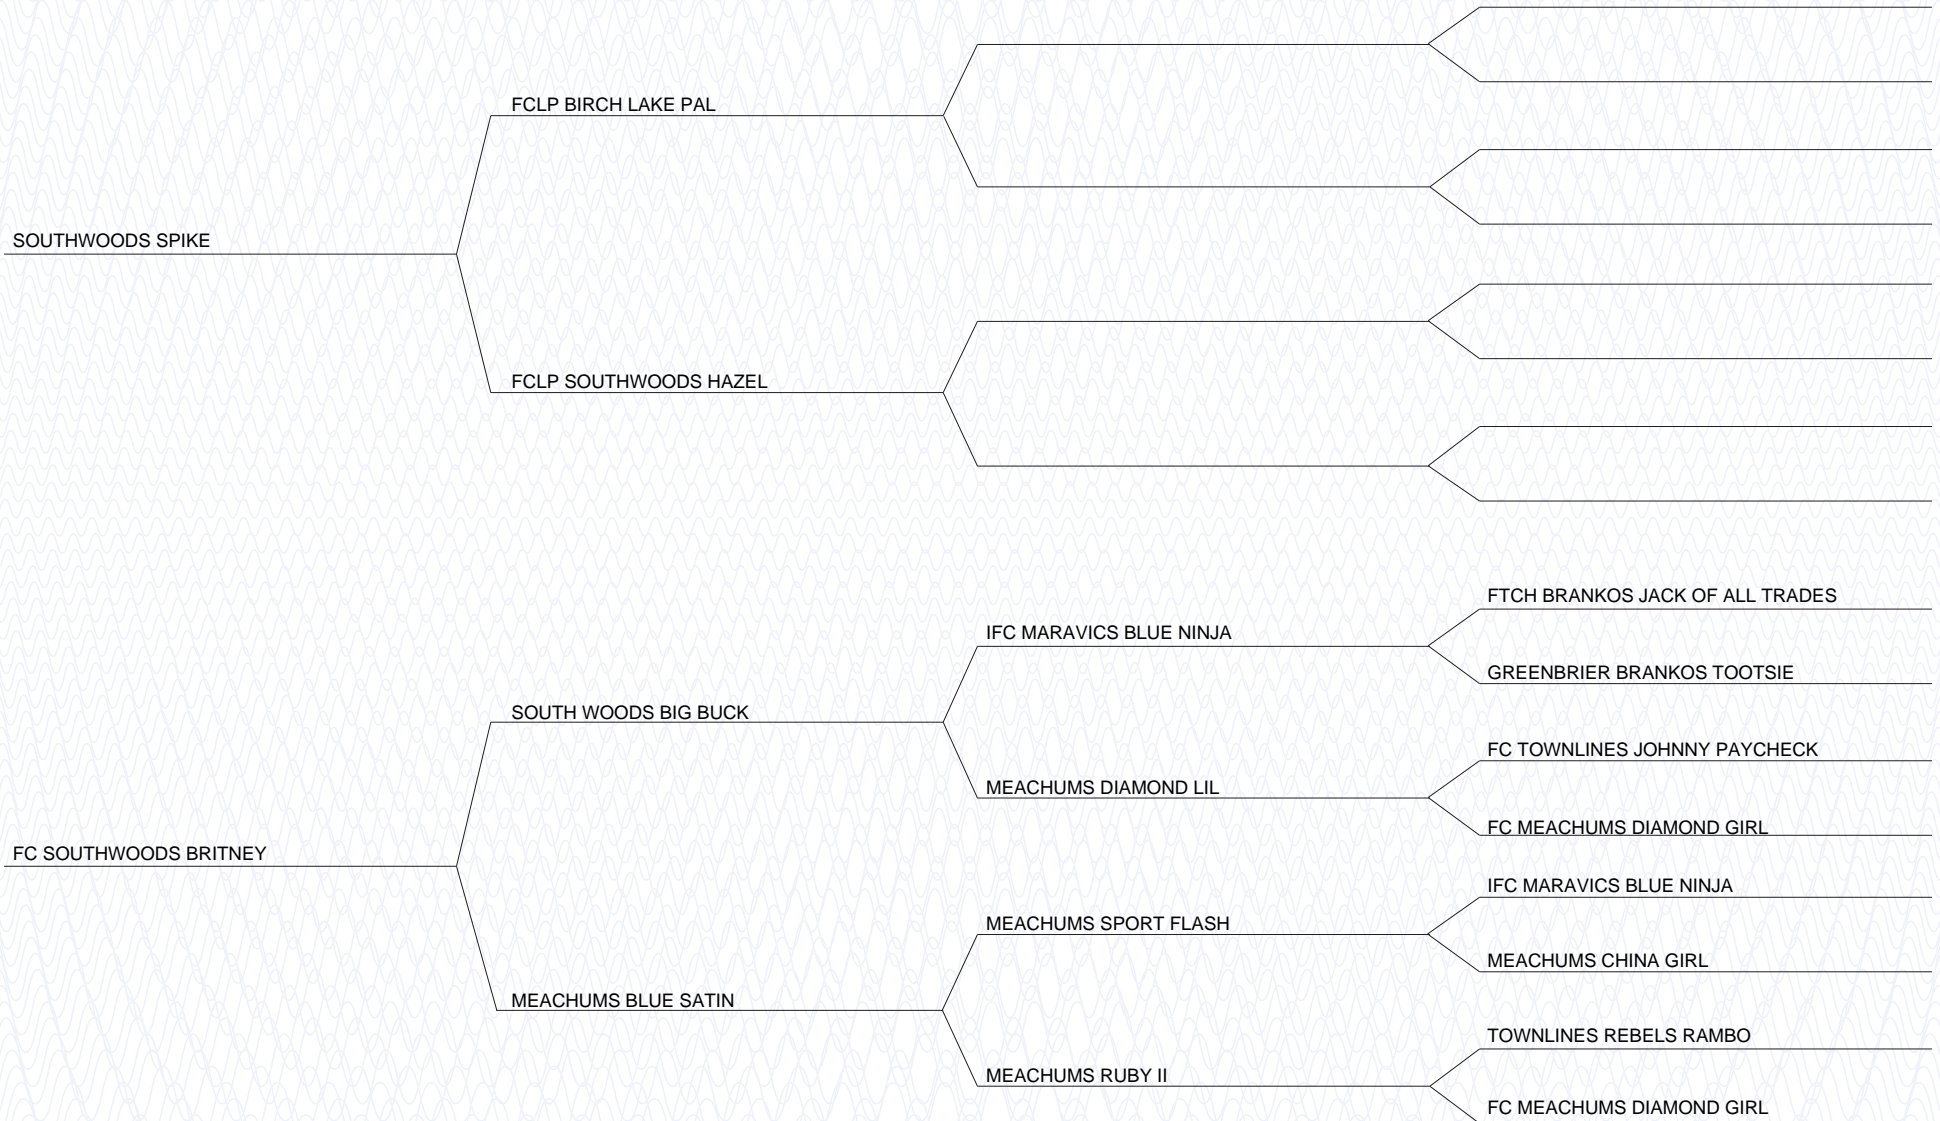 FCLP BIRCH LAKE PAL
SOUTHWOODS SPIKE
FCLP SOUTHWOODS HAZEL
FTCH BRANKOS JACK OF ALL TRADES
IFC MARAVICS BLUE NINJA
GREENBRIER BRANKOS TOOTSIE
SOUTH WOODS BIG BUCK
FC TOWNLINES JOHNNY PAYCHECK
MEACHUMS DIAMOND LIL
FC MEACHUMS DIAMOND GIRL
FC SOUTHWOODS BRITNEY
IFC MARAVICS BLUE NINJA
MEACHUMS SPORT FLASH
MEACHUMS CHINA GIRL
MEACHUMS BLUE SATIN
TOWNLINES REBELS RAMBO
MEACHUMS RUBY II
FC MEACHUMS DIAMOND GIRL